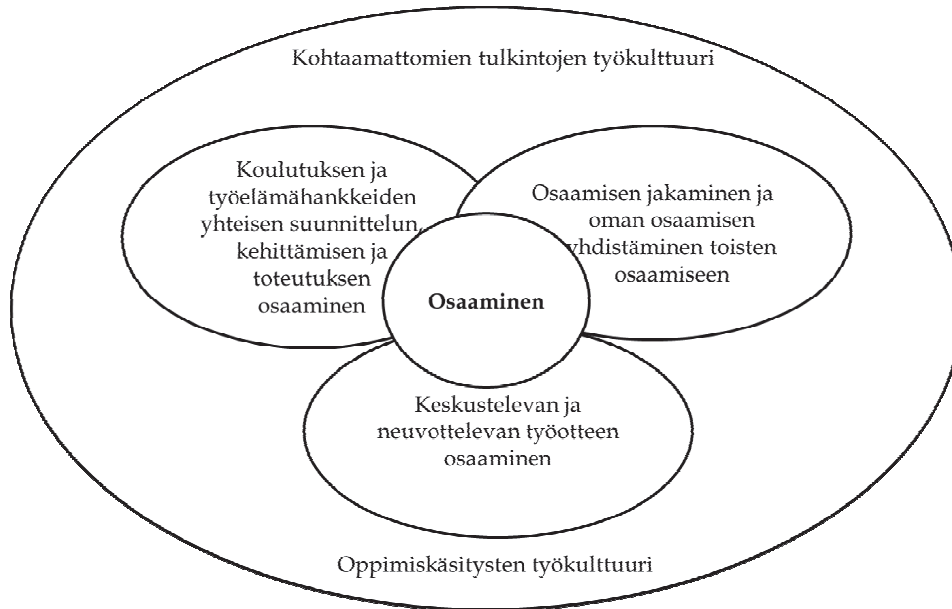 Kohtaamattomien tulkintojen työkulttuuri
Koulutuksen ja
työelämähankkeiden
yhteisen suunnittelun,
kehittämisen ja
toteutuksen
osaaminen
Osaamisen jakaminen ja
oman osaamisen
yhdistäminen toisten
osaamiseen
Osaaminen
Keskustelevan ja
neuvottelevan työotteen
osaaminen
Oppimiskäsitysten työkulttuuri